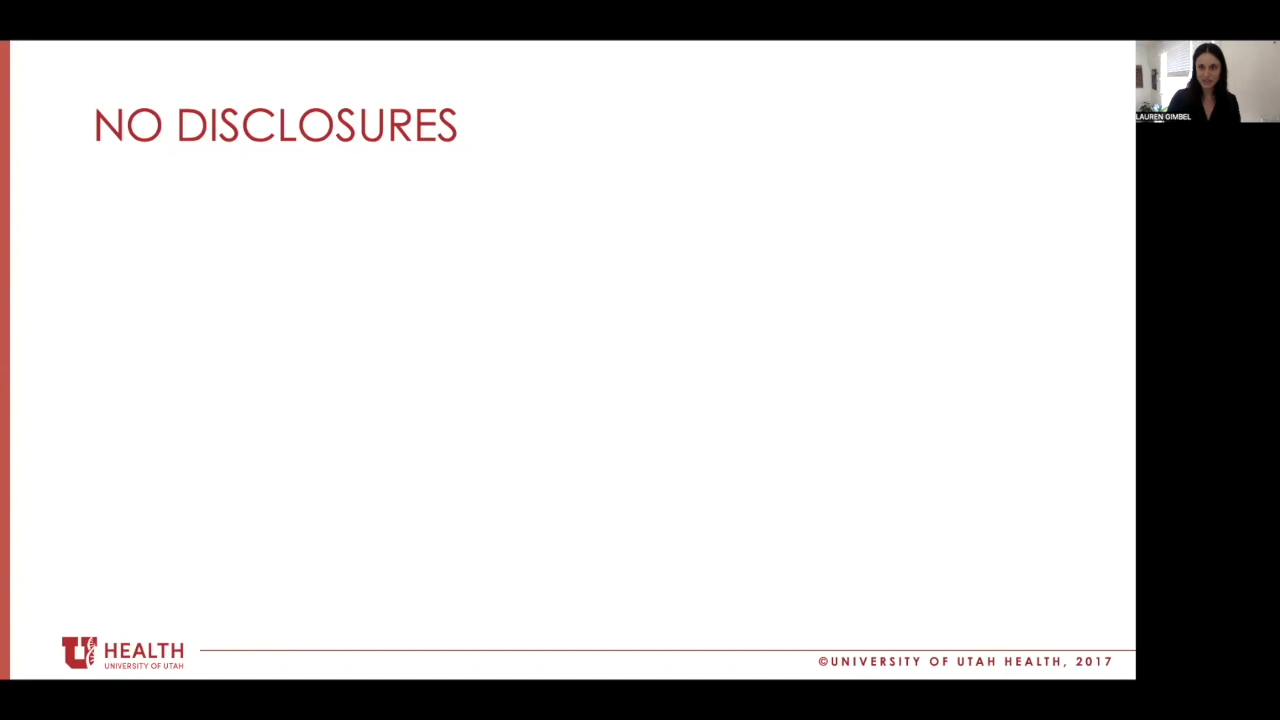 NO DISCLOSURES
LAUREN GIMBEL
U HEALTH
UNIVERSITY OF UTAH
©UNIVERSITY OF UTAH HEALTH, 2017